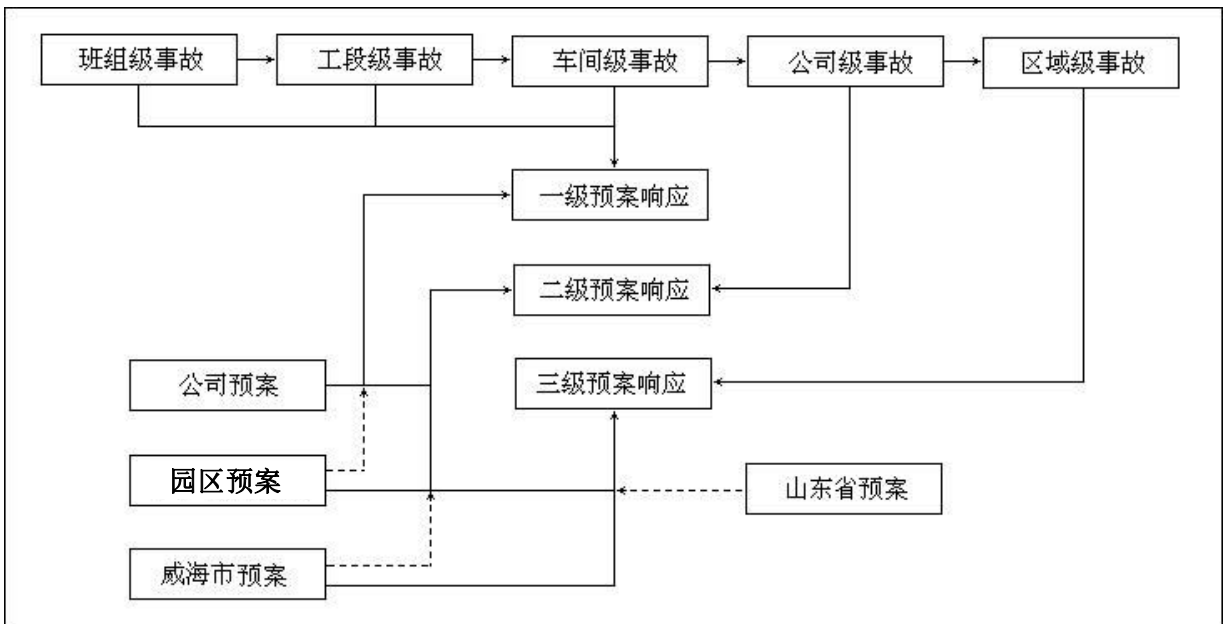 班组级事故
工段级事故
车间级事故
公司级事故
区域级事故
一级预案响应
二级预案响应
三级预案响应
公司预案
园区预案
山东省预案
威海市预案